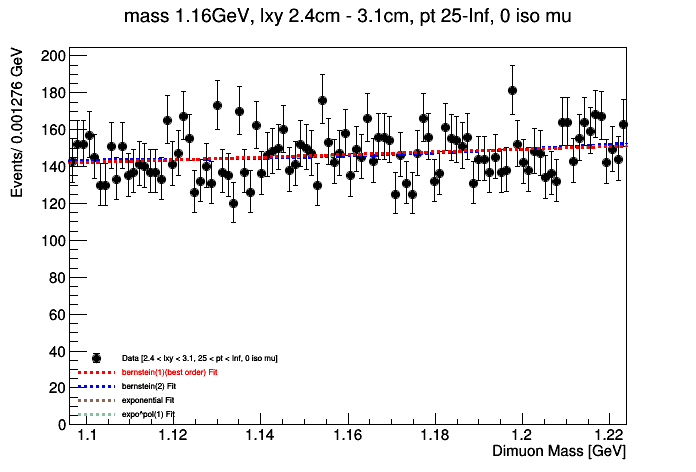 mass 1.16GeV, lxy 2.4cm - 3.1cm, pt 25-Inf, 0 iso mu
Events/ 0.001276 GeV
200
180
160
140
120
100
80
60
40
20
0
Data [2.4 < lxy < 3.1, 25 < pt < Inf, 0 iso mu]
bernstein(1)(best order) Fit
bernstein(2) Fit
exponential Fit
expo*pol(1) Fit
1.1 1.12 1.14 1.16 1.18 1.2 1.22
Dimuon Mass [GeV]